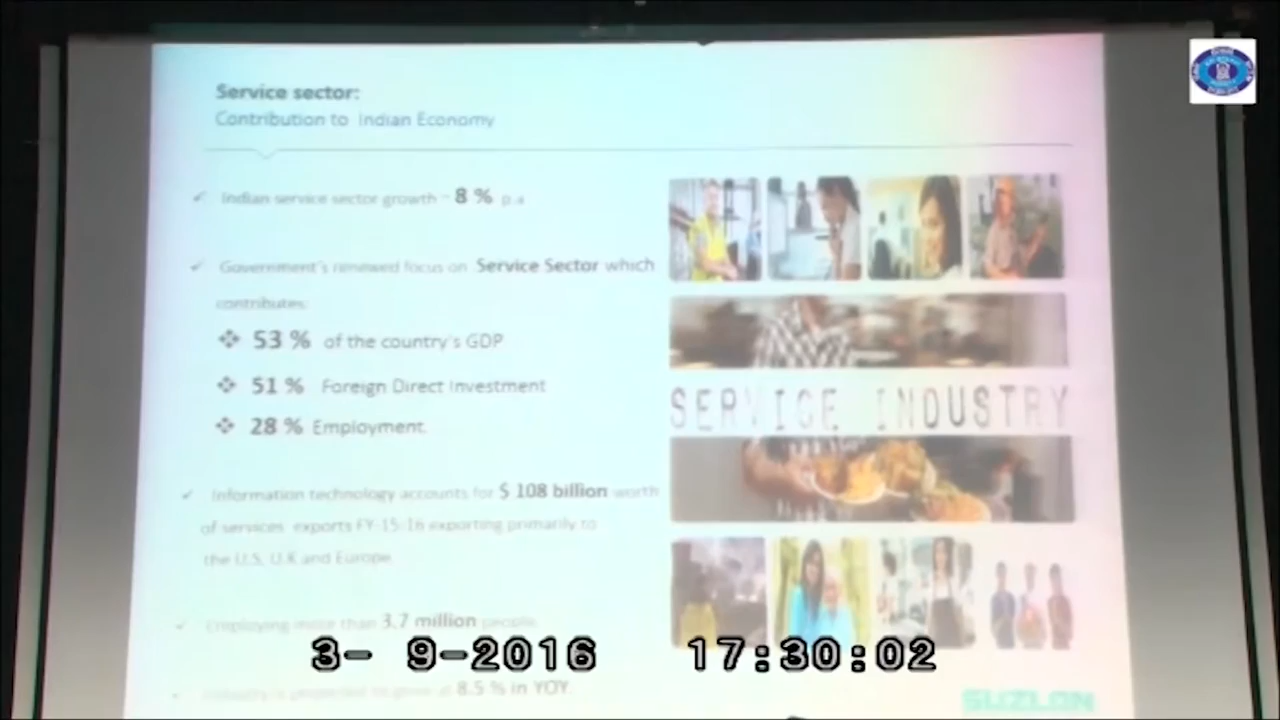 Service sector:
Contribution to Indian Economy
Indian service sector growth ~ 8 % p.a
Government's renewed focus on Service Sector which
contributes:
53 % of the country's GDP
51 % Foreign Direct Investment
28 % Employment.
SERVICE INDUSTRY
Information technology accounts for $ 108 billion worth
of services exports FY-15-16 exporting primarily to
the U.S, U.K and Europe
Employing more than 3.7 million people
Industry is projected to grow at 8.5 % in YOY.
SUZLON
3- 9-2016 17:30:02